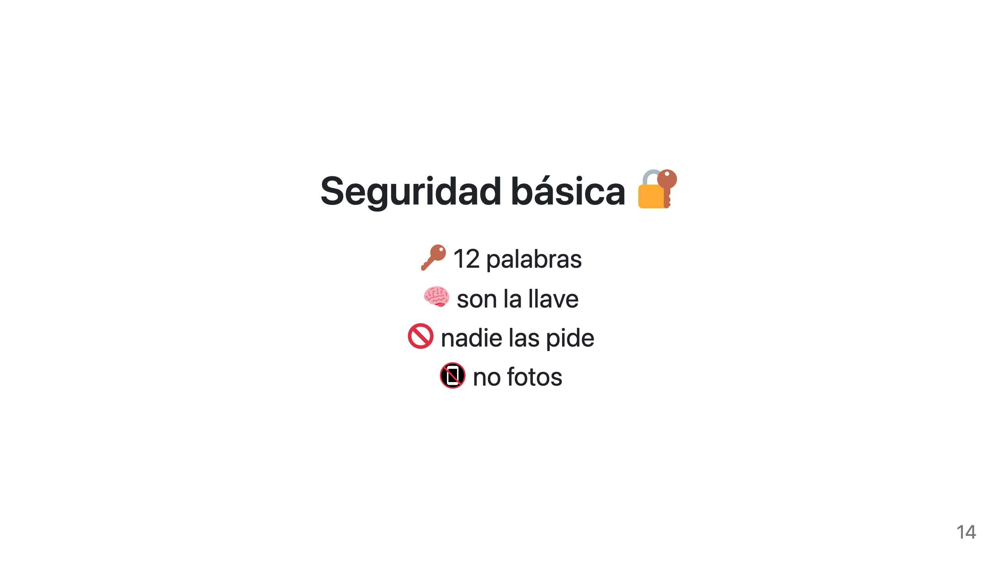 Seguridad básica 🔐
🔑 12 palabras
🧠 son la llave
🚫 nadie las pide
📵 no fotos
14